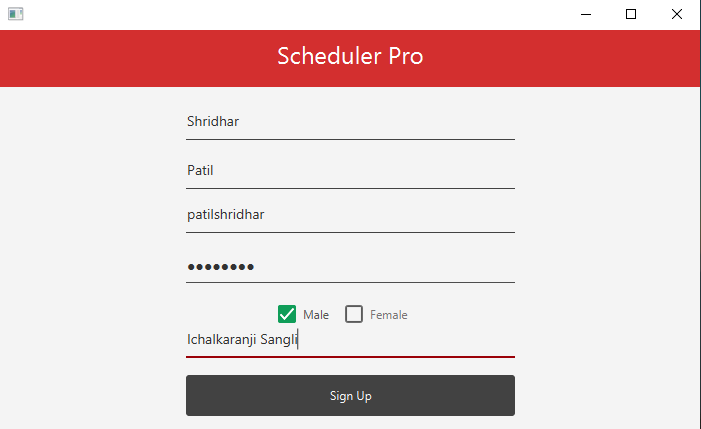 Scheduler Pro
Shridhar
Patil
patilshridhar
●●●●●●●●
Male Female
Ichalkaranji Sangli
Sign Up